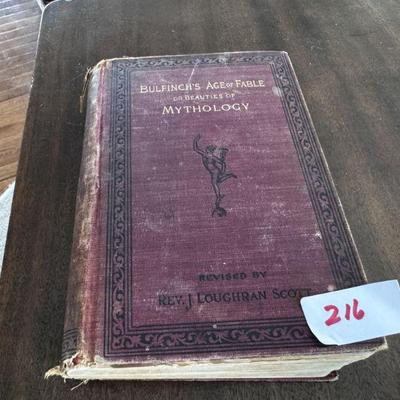 BULFINCH'S AGE OF FABLE
OR BEAUTIES OF
MYTHOLOGY
REVISED BY
REV. J LOUGHRAN SCOTT
216